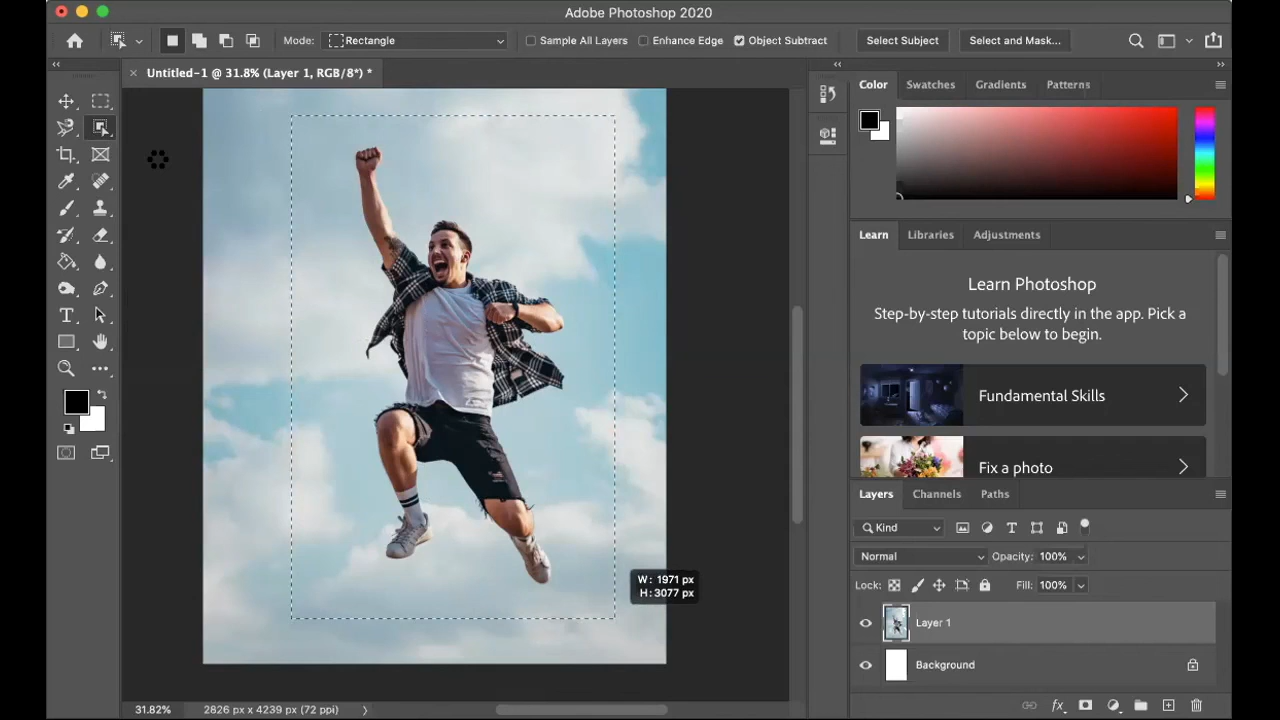 Adobe Photoshop 2020
Mode: Rectangle Sample All Layers Enhance Edge Object Subtract Select Subject Select and Mask...
Untitled-1 @ 31.8% (Layer 1, RGB/8*) *
Color Swatches Gradients Patterns
Learn Libraries Adjustments
Learn Photoshop
Step-by-step tutorials directly in the app. Pick a
topic below to begin.
Fundamental Skills
Fix a photo
Layers Channels Paths
Kind
Normal Opacity: 100%
Lock: Fill: 100%
W: 1971 px
H: 3077 px
Layer 1
Background
31.82% 2826 px x 4239 px (72 ppi)